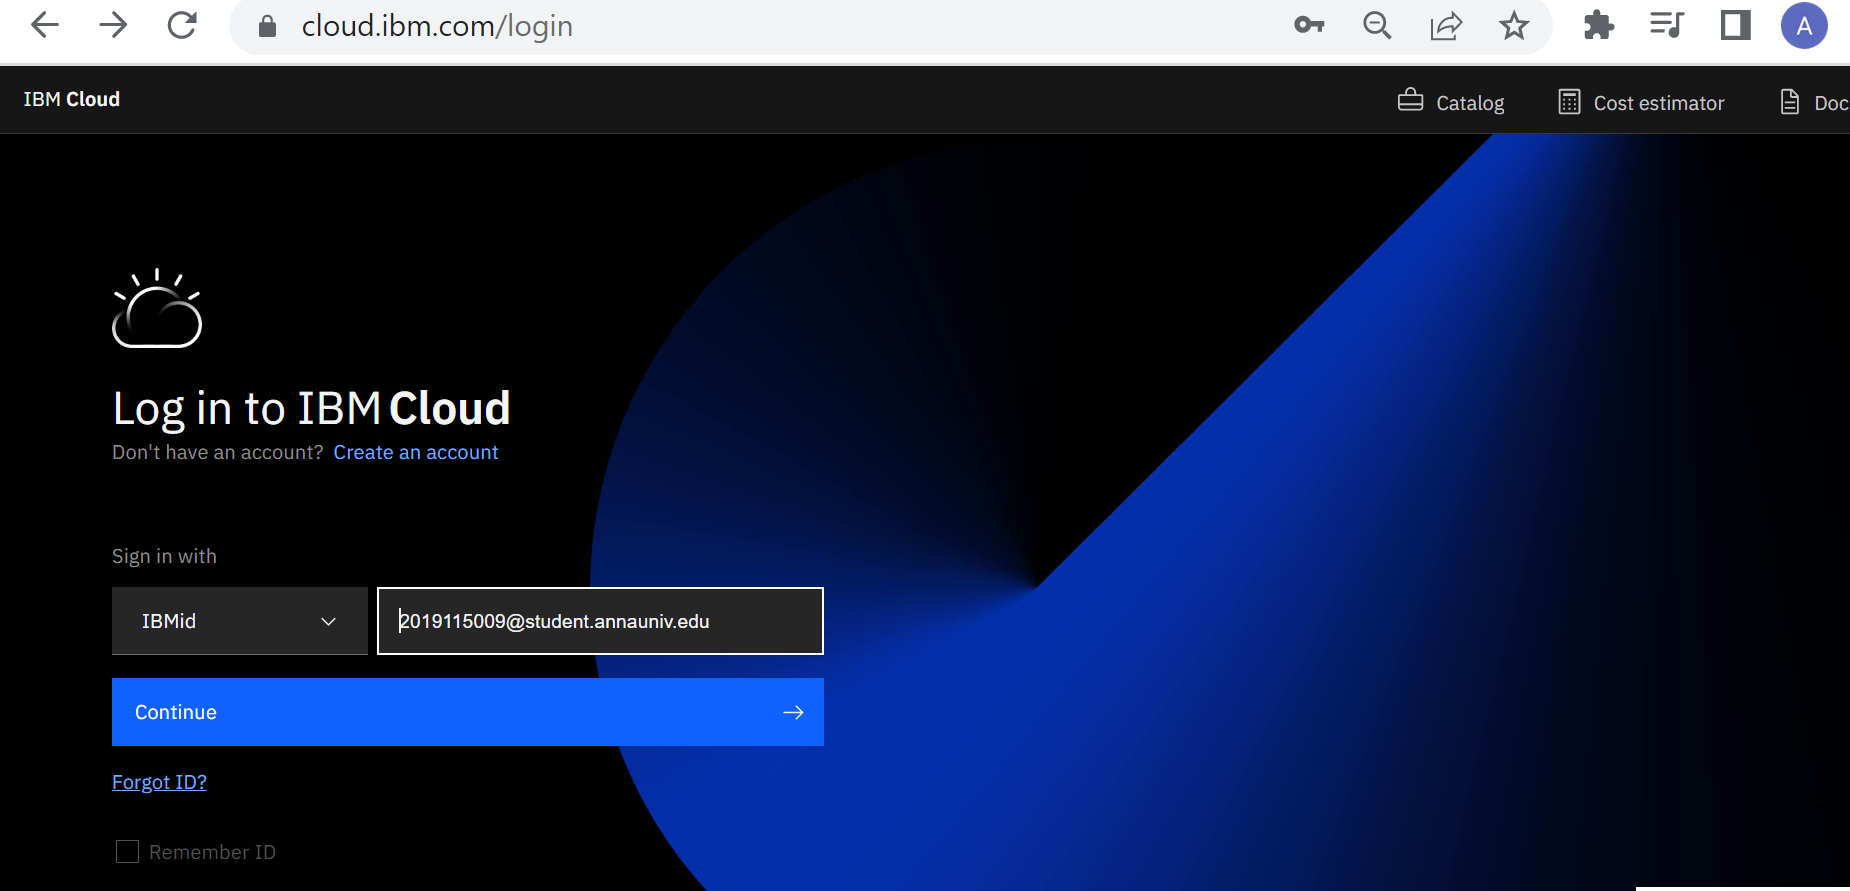 cloud.ibm.com/login
A
IBM Cloud
Catalog
Cost estimator
Doc
Log in to IBM Cloud
Don't have an account? Create an account
Sign in with
IBMid
2019115009@student.annauniv.edu
Continue
Forgot ID?
Remember ID